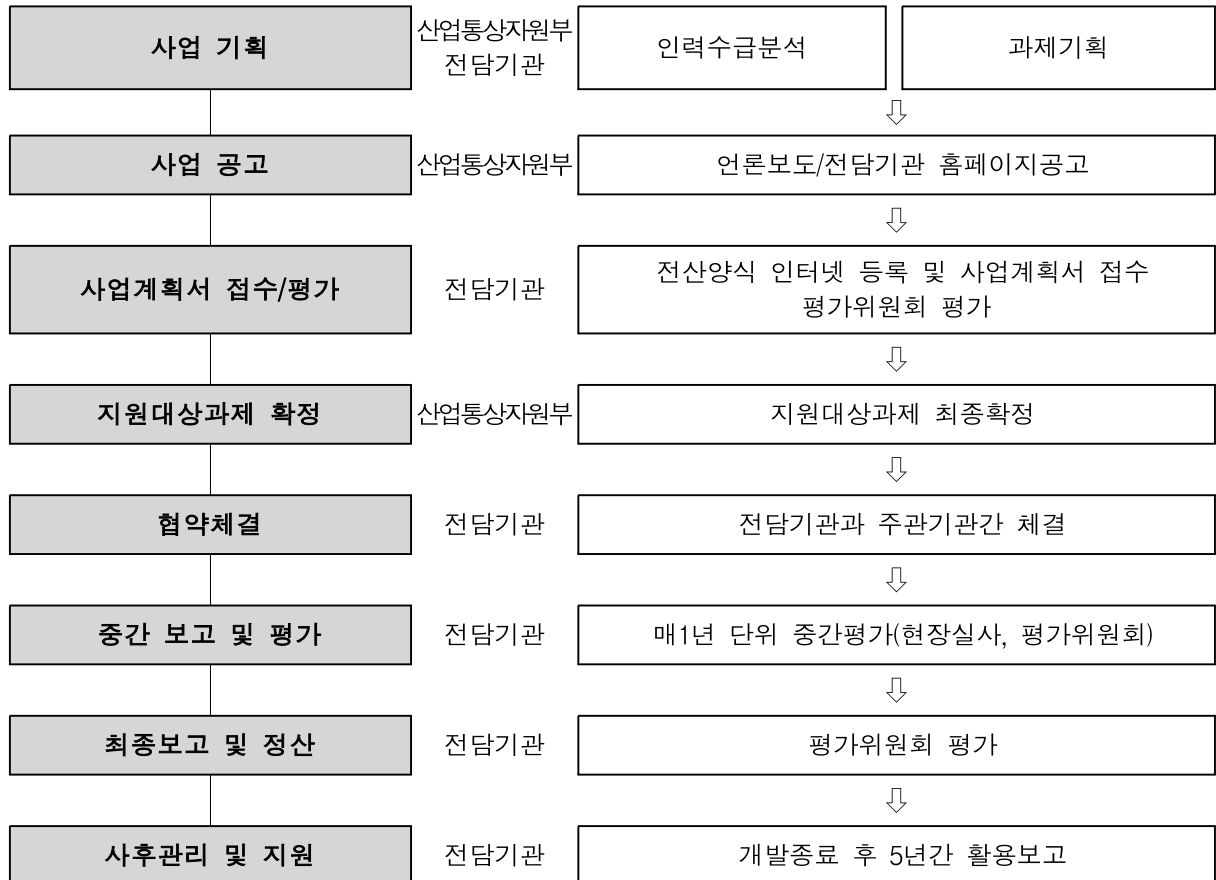 사업 기획
산업통상자원부
전담기관
인력수급분석
과제기획
⇩
사업 공고
산업통상자원부
언론보도/전담기관 홈페이지공고
⇩
사업계획서 접수/평가
전담기관
전산양식 인터넷 등록 및 사업계획서 접수
평가위원회 평가
⇩
지원대상과제 확정
산업통상자원부
지원대상과제 최종확정
⇩
협약체결
전담기관
전담기관과 주관기관간 체결
⇩
중간 보고 및 평가
전담기관
매1년 단위 중간평가(현장실사, 평가위원회)
⇩
최종보고 및 정산
전담기관
평가위원회 평가
⇩
사후관리 및 지원
전담기관
개발종료 후 5년간 활용보고